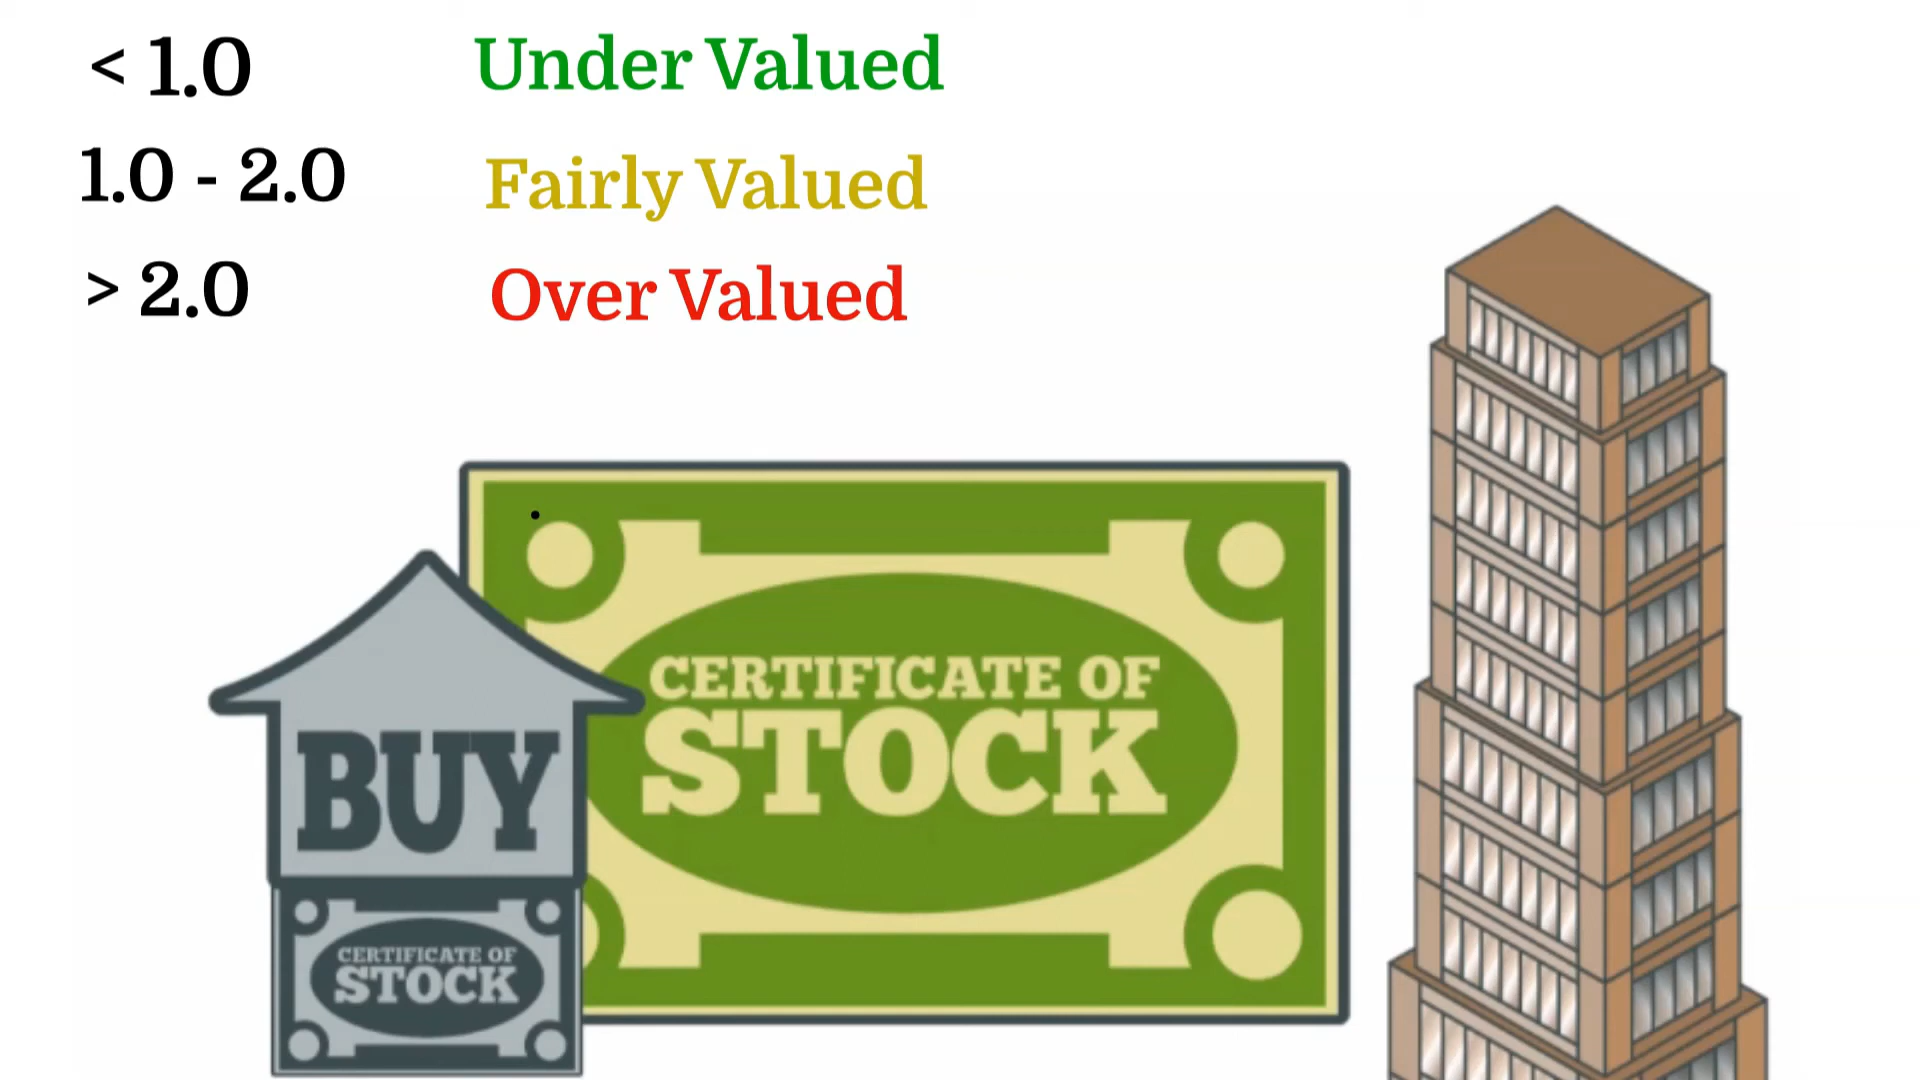 < 1.0 Under Valued
1.0 - 2.0 Fairly Valued
> 2.0 Over Valued
CERTIFICATE OF
STOCK
BUY
CERTIFICATE OF
STOCK